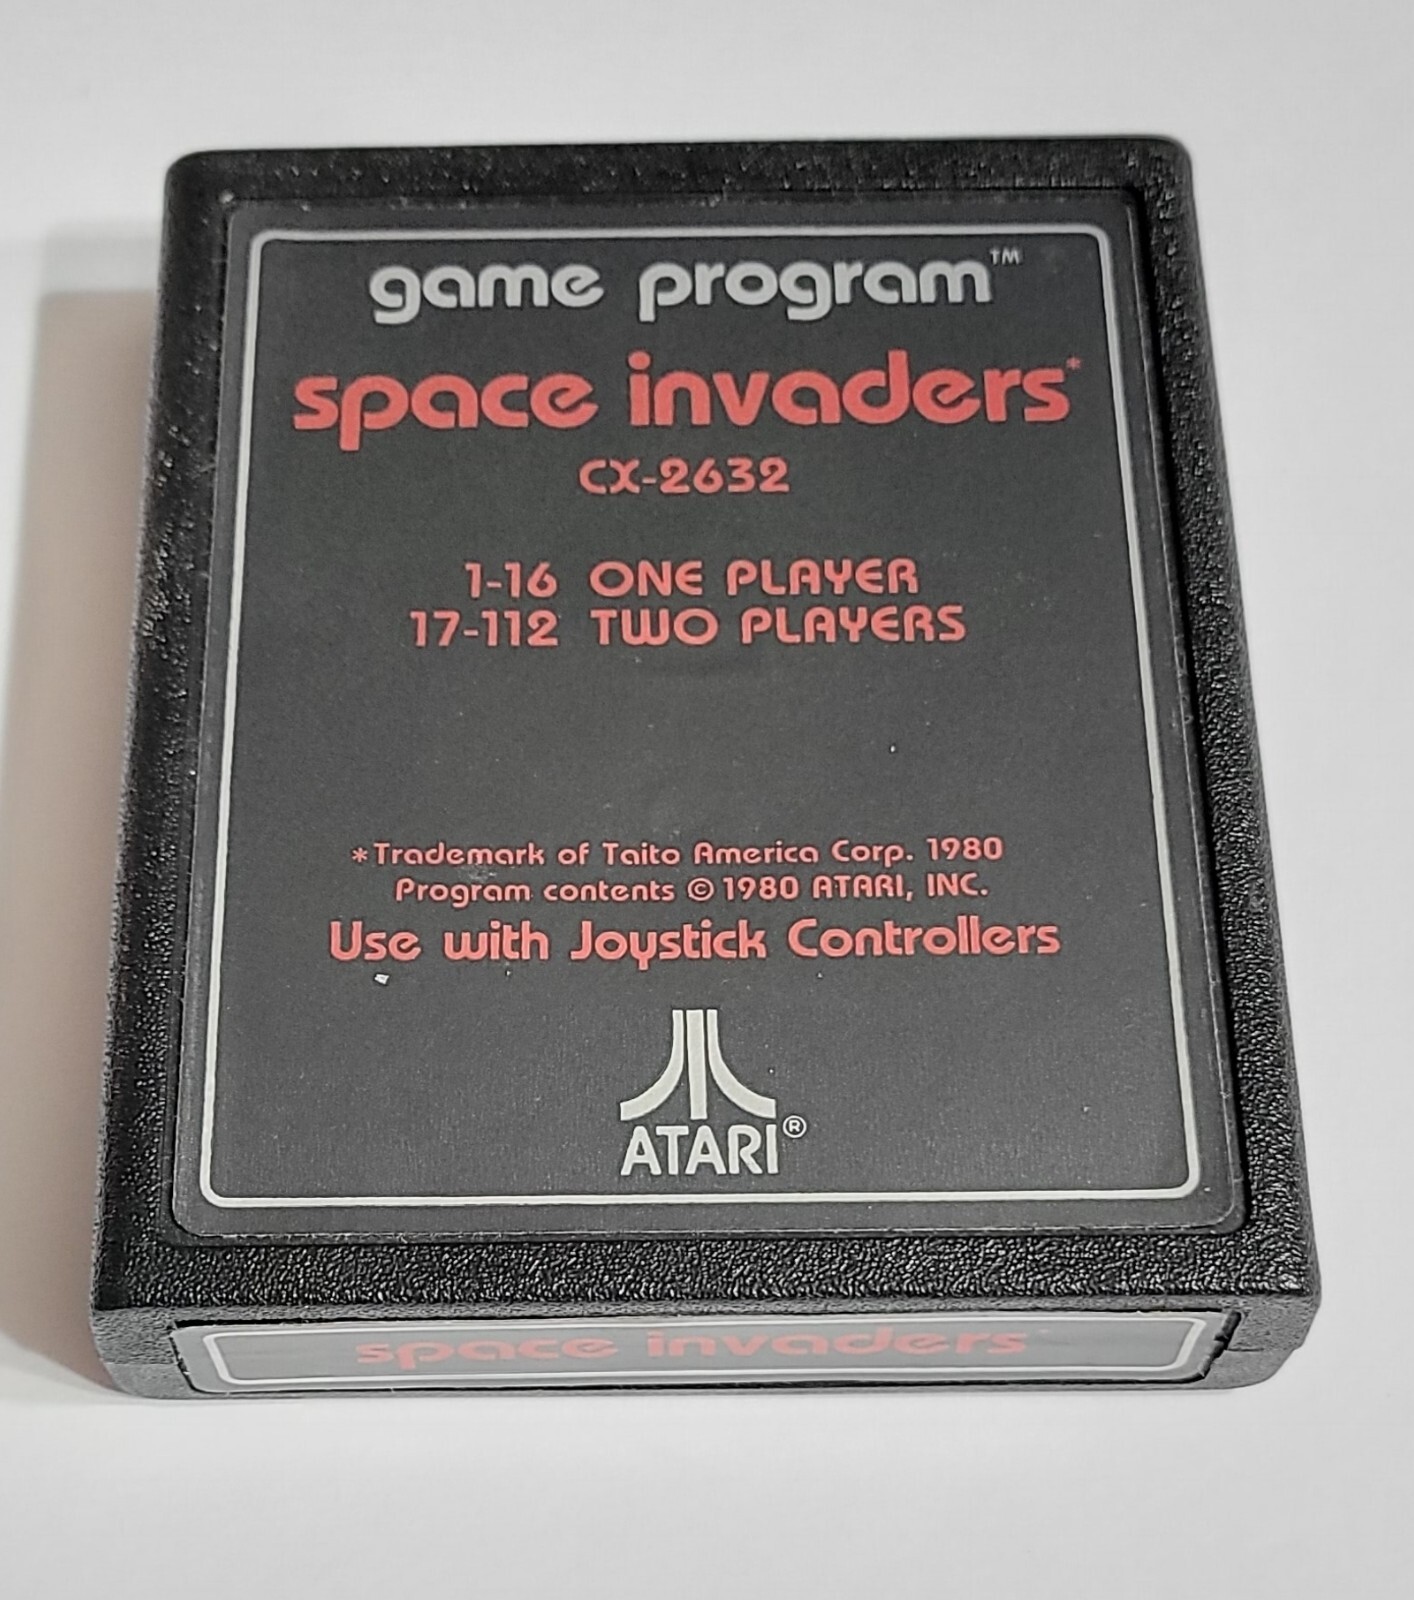 game program™
space invaders*
CX-2632
1-16 ONE PLAYER
17-112 TWO PLAYERS
*Trademark of Taito America Corp. 1980
Program contents © 1980 ATARI, INC.
Use with Joystick Controllers
ATARI®
space invaders